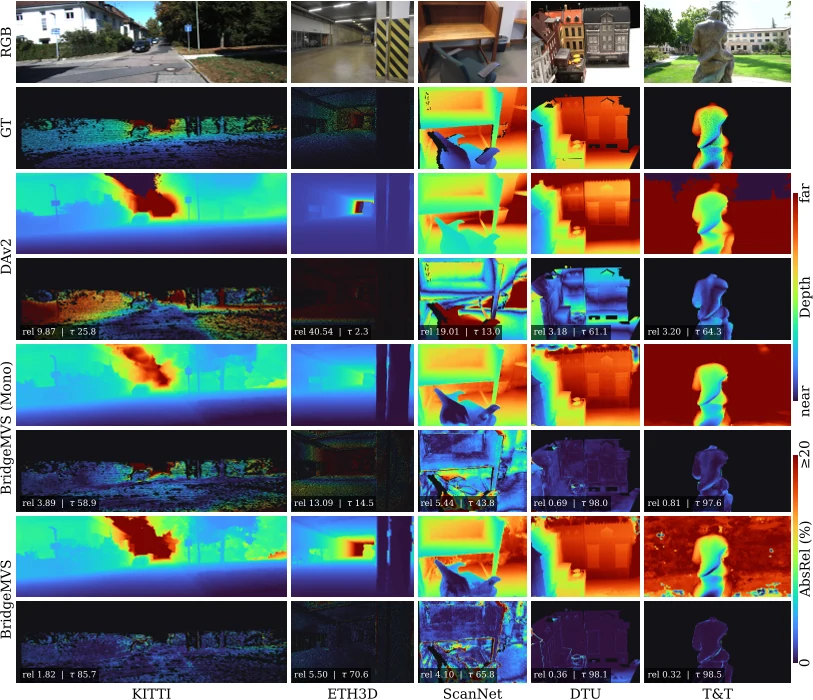 RGB
GT
DAv2
rel 9.87 | τ 25.8
rel 40.54 | τ 2.3
rel 19.01 | τ 13.0
rel 3.18 | τ 61.1
rel 3.20 | τ 64.3
BridgeMVS (Mono)
rel 3.89 | τ 58.9
rel 13.09 | τ 14.5
rel 5.44 | τ 43.8
rel 0.69 | τ 98.0
rel 0.81 | τ 97.6
BridgeMVS
rel 1.82 | τ 85.7
rel 5.50 | τ 70.6
rel 4.10 | τ 65.8
rel 0.36 | τ 98.1
rel 0.32 | τ 98.5
KITTI
ETH3D
ScanNet
DTU
T&T
far
Depth
near
≥20
AbsRel (%)
0